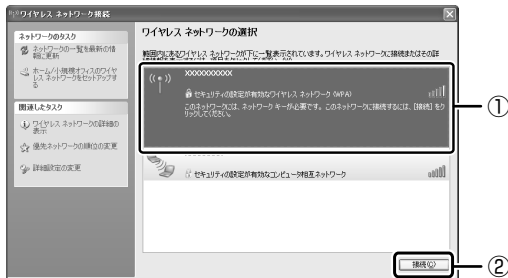 ワイヤレス ネットワーク接続
ネットワークのタスク
ネットワークの一覧を最新の情報に更新
ホーム/小規模オフィスのワイヤレス ネットワークをセットアップする
関連したタスク
ワイヤレス ネットワークの詳細の表示
優先ネットワークの順位の変更
詳細設定の変更
ワイヤレス ネットワークの選択
範囲内にあるワイヤレス ネットワークが下に一覧表示されています。ワイヤレス ネットワークに接続またはその詳
XXXXXXXXXX
セキュリティの設定が有効なワイヤレス ネットワーク (WPA)
このネットワークには、ネットワーク キーが必要です。このネットワークに接続するには、[接続] をク
リックしてください。
①
セキュリティの設定が有効なコンピュータ相互ネットワーク
接続(C)
②